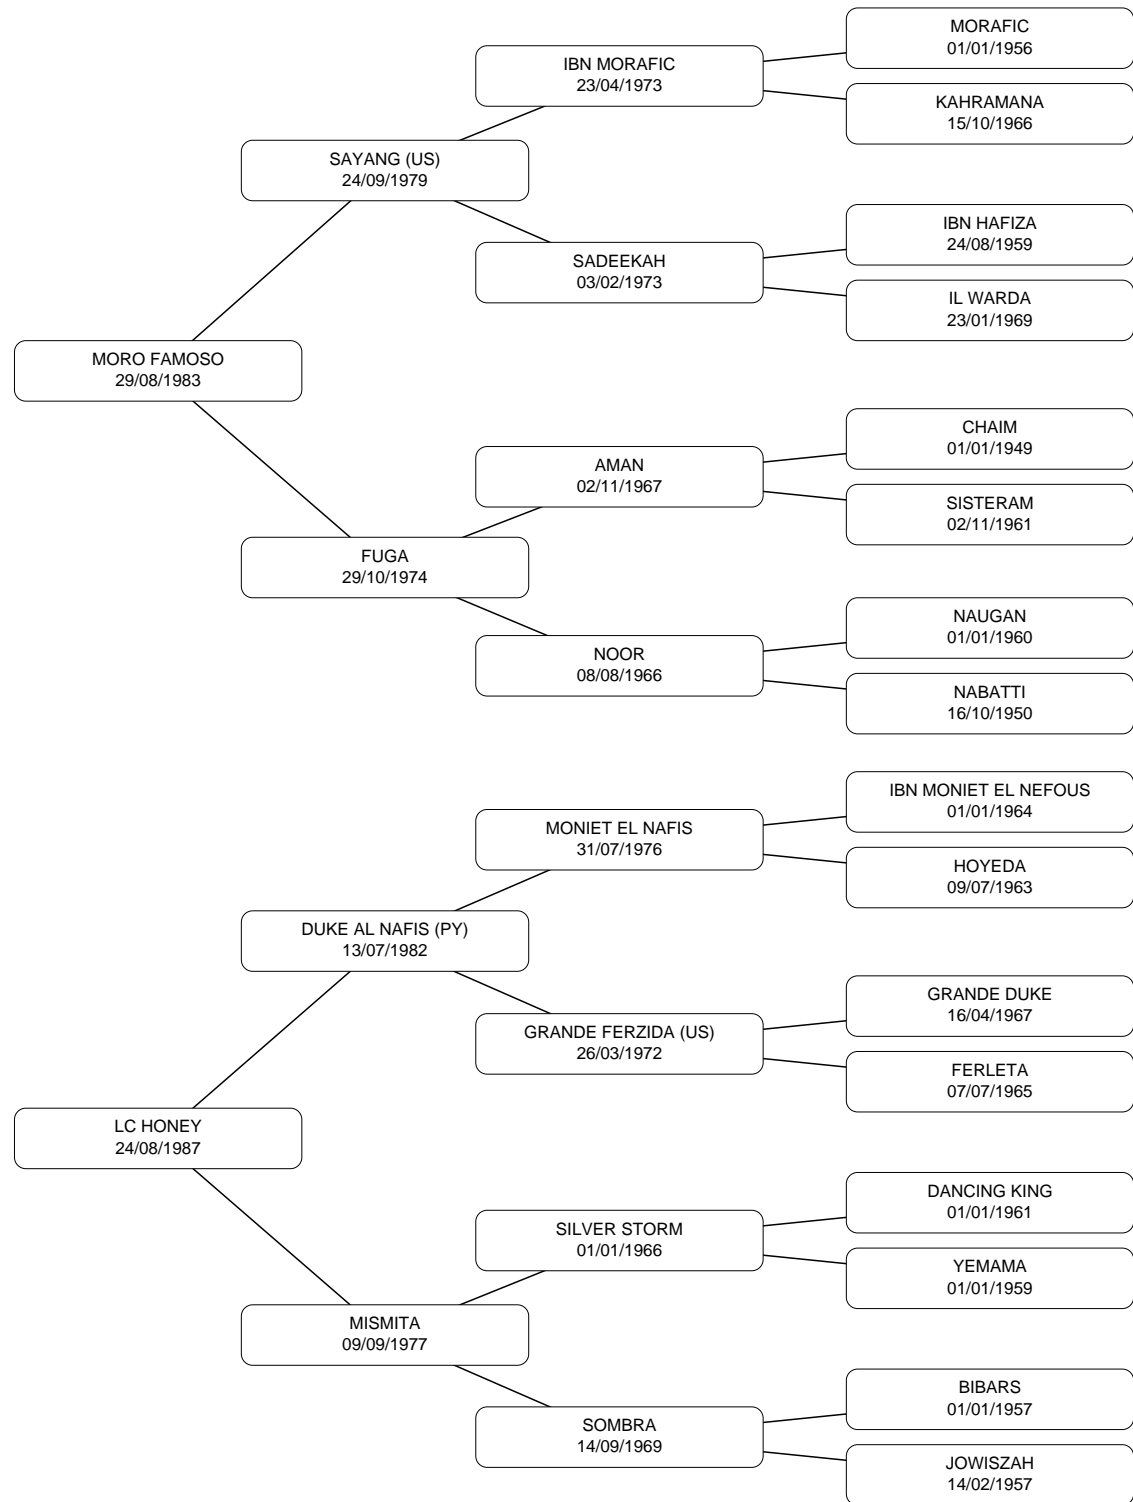 MORAFIC
01/01/1956
IBN MORAFIC
23/04/1973
KAHRAMANA
15/10/1966
SAYANG (US)
24/09/1979
IBN HAFIZA
24/08/1959
SADEEKAH
03/02/1973
IL WARDA
23/01/1969
MORO FAMOSO
29/08/1983
CHAIM
01/01/1949
AMAN
02/11/1967
SISTERAM
02/11/1961
FUGA
29/10/1974
NAUGAN
01/01/1960
NOOR
08/08/1966
NABATTI
16/10/1950
IBN MONIET EL NEFOUS
01/01/1964
MONIET EL NAFIS
31/07/1976
HOYEDA
09/07/1963
DUKE AL NAFIS (PY)
13/07/1982
GRANDE DUKE
16/04/1967
GRANDE FERZIDA (US)
26/03/1972
FERLETA
07/07/1965
LC HONEY
24/08/1987
DANCING KING
01/01/1961
SILVER STORM
01/01/1966
YEMAMA
01/01/1959
MISMITA
09/09/1977
BIBARS
01/01/1957
SOMBRA
14/09/1969
JOWISZAH
14/02/1957